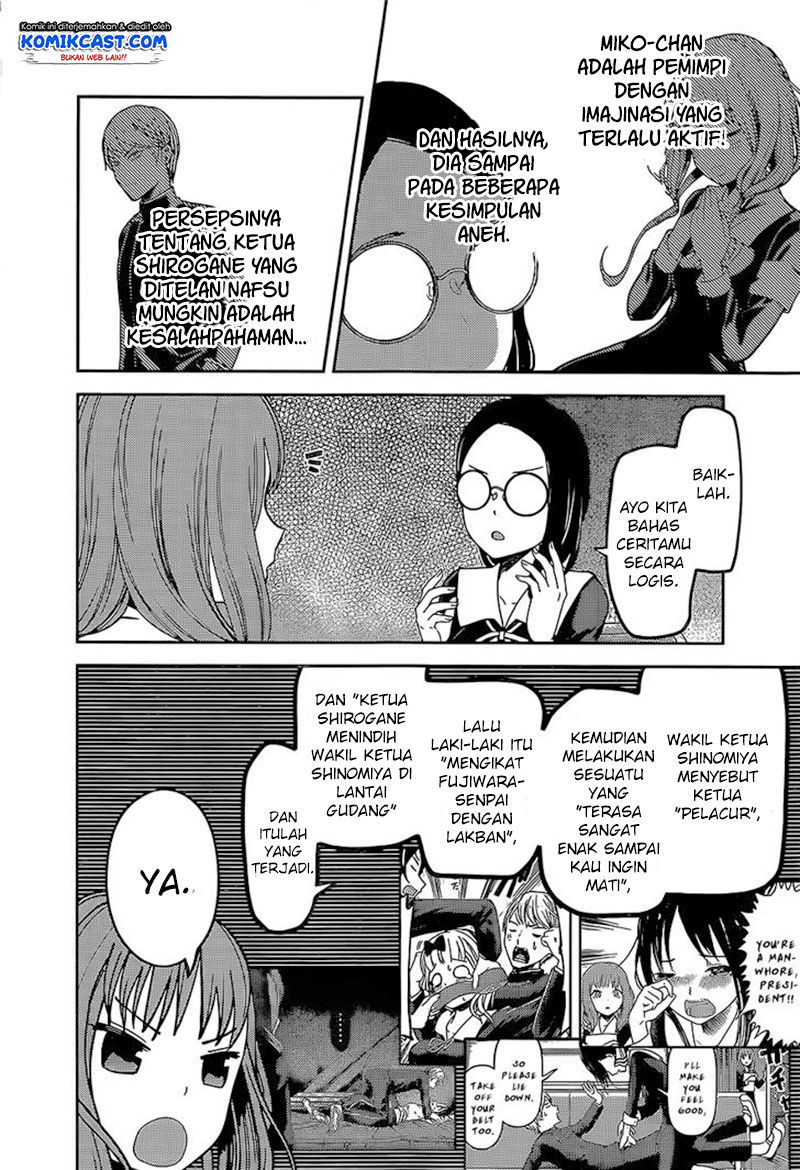 Komik ini diterjemahkan & diedit oleh
KOMIKCAST.COM
BUKAN WEB LAIN!!
MIKO-CHAN
ADALAH PEMIMPI
DENGAN
IMAJINASI YANG
TERLALU AKTIF!
DAN HASILNYA,
DIA SAMPAI
PADA BEBERAPA
KESIMPULAN
ANEH.
PERSEPSINYA
TENTANG KETUA
SHIROGANE YANG
DITELAN NAFSU
MUNGKIN ADALAH
KESALAHPAHAMAN...
BAIK-
LAH.
AYO KITA
BAHAS
CERITAMU
SECARA
LOGIS.
WAKIL KETUA
SHINOMIYA
MENYEBUT
KETUA
"PELACUR",
KEMUDIAN
MELAKUKAN
SESUATU
YANG
"TERASA
SANGAT
ENAK SAMPAI
KAU INGIN
MATI",
LALU
LAKI-LAKI ITU
"MENGIKAT
FUJIWARA-
SENPAI
DENGAN
LAKBAN",
DAN "KETUA
SHIROGANE
MENINDIH
WAKIL KETUA
SHINOMIYA DI
LANTAI
GUDANG"
DAN
ITULAH
YANG
TERJADI.
YA.
YOU'RE
A MAN-
WHORE,
PRESI-
DENT!!
I'LL
MAKE
YOU
FEEL
GOOD,
SO
PLEASE
LIE
DOWN.
TAKE
OFF
YOUR
BELT
TOO.